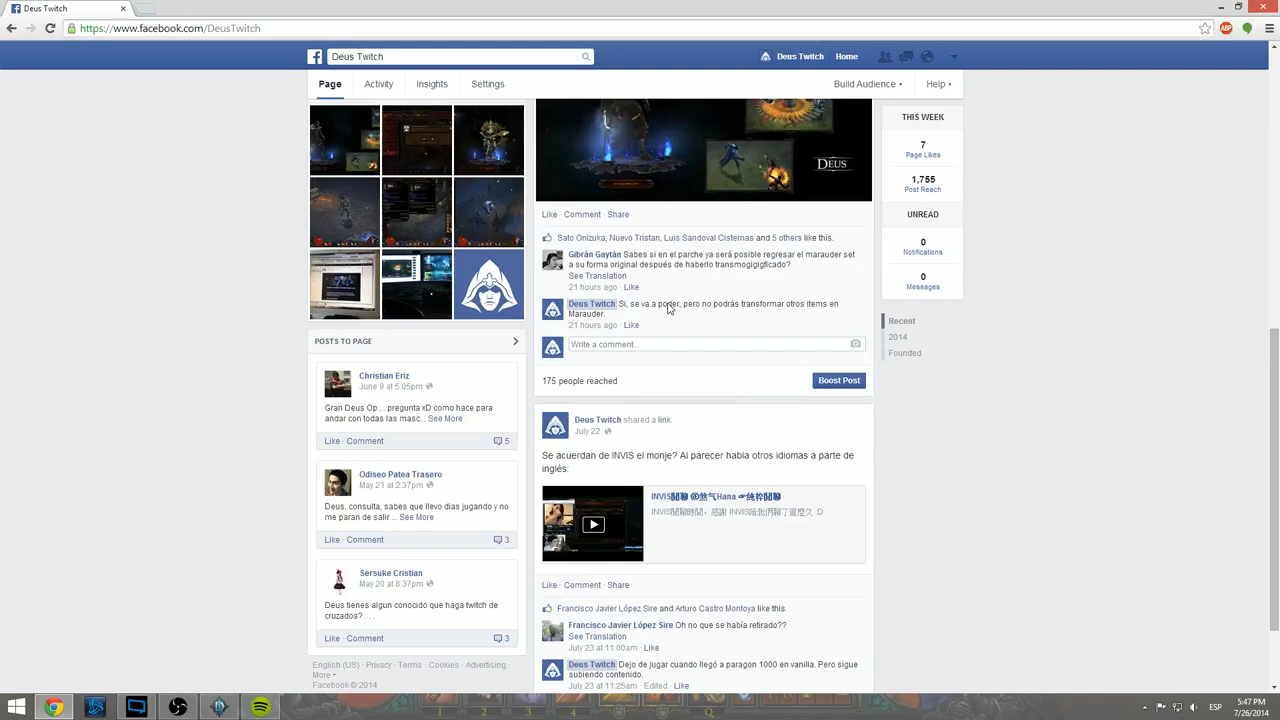 Deus Twitch
https://www.facebook.com/DeusTwitch
Deus Twitch
Deus Twitch
Home
Page
Activity
Insights
Settings
Build Audience
Help
DEUS
Like · Comment · Share
Sato Onizuka, Nuevo Tristan, Luis Sandoval Cisternas and 5 others like this.
Gibrán Gaytán Sabes si en el parche ya será posible regresar el marauder set
a su forma original después de haberlo transmogigigficado?
See Translation
21 hours ago · Like
Deus Twitch Si, se va a poder, pero no podrás transformar otros items en
Marauder.
21 hours ago · Like
Write a comment...
175 people reached
Boost Post
Deus Twitch shared a link.
July 22
Se acuerdan de INVIS el monje? Al parecer habla otros idiomas a parte de
inglés:
Like · Comment · Share
Francisco Javier López Sire and Arturo Castro Montoya like this.
Francisco Javier López Sire Oh no que se había retirado??
See Translation
July 23 at 11:00am · Like
Deus Twitch Dejo de jugar cuando llegó a paragon 1000 en vanilla. Pero sigue
subiendo contenido.
July 23 at 11:25am · Edited · Like
POSTS TO PAGE
Christian Eriz
June 9 at 5:05pm
Gran Deus Op ... pregunta xD como hace para
andar con todas las masc... See More
Like · Comment
5
Odiseo Patea Trasero
May 21 at 2:37pm
Deus, consulta, sabes que llevo dias jugando y no
me paran de salir ... See More
Like · Comment
3
Sersuke Cristian
May 20 at 8:37pm
Deus tienes algun conocido que haga twitch de
cruzados? . . .
Like · Comment
3
English (US) · Privacy · Terms · Cookies · Advertising ·
More
Facebook © 2014
THIS WEEK
7
Page Likes
1,755
Post Reach
UNREAD
0
Notifications
0
Messages
Recent
2014
Founded
1 2 3 4 Q
ESP
5:47 PM
7/26/2014